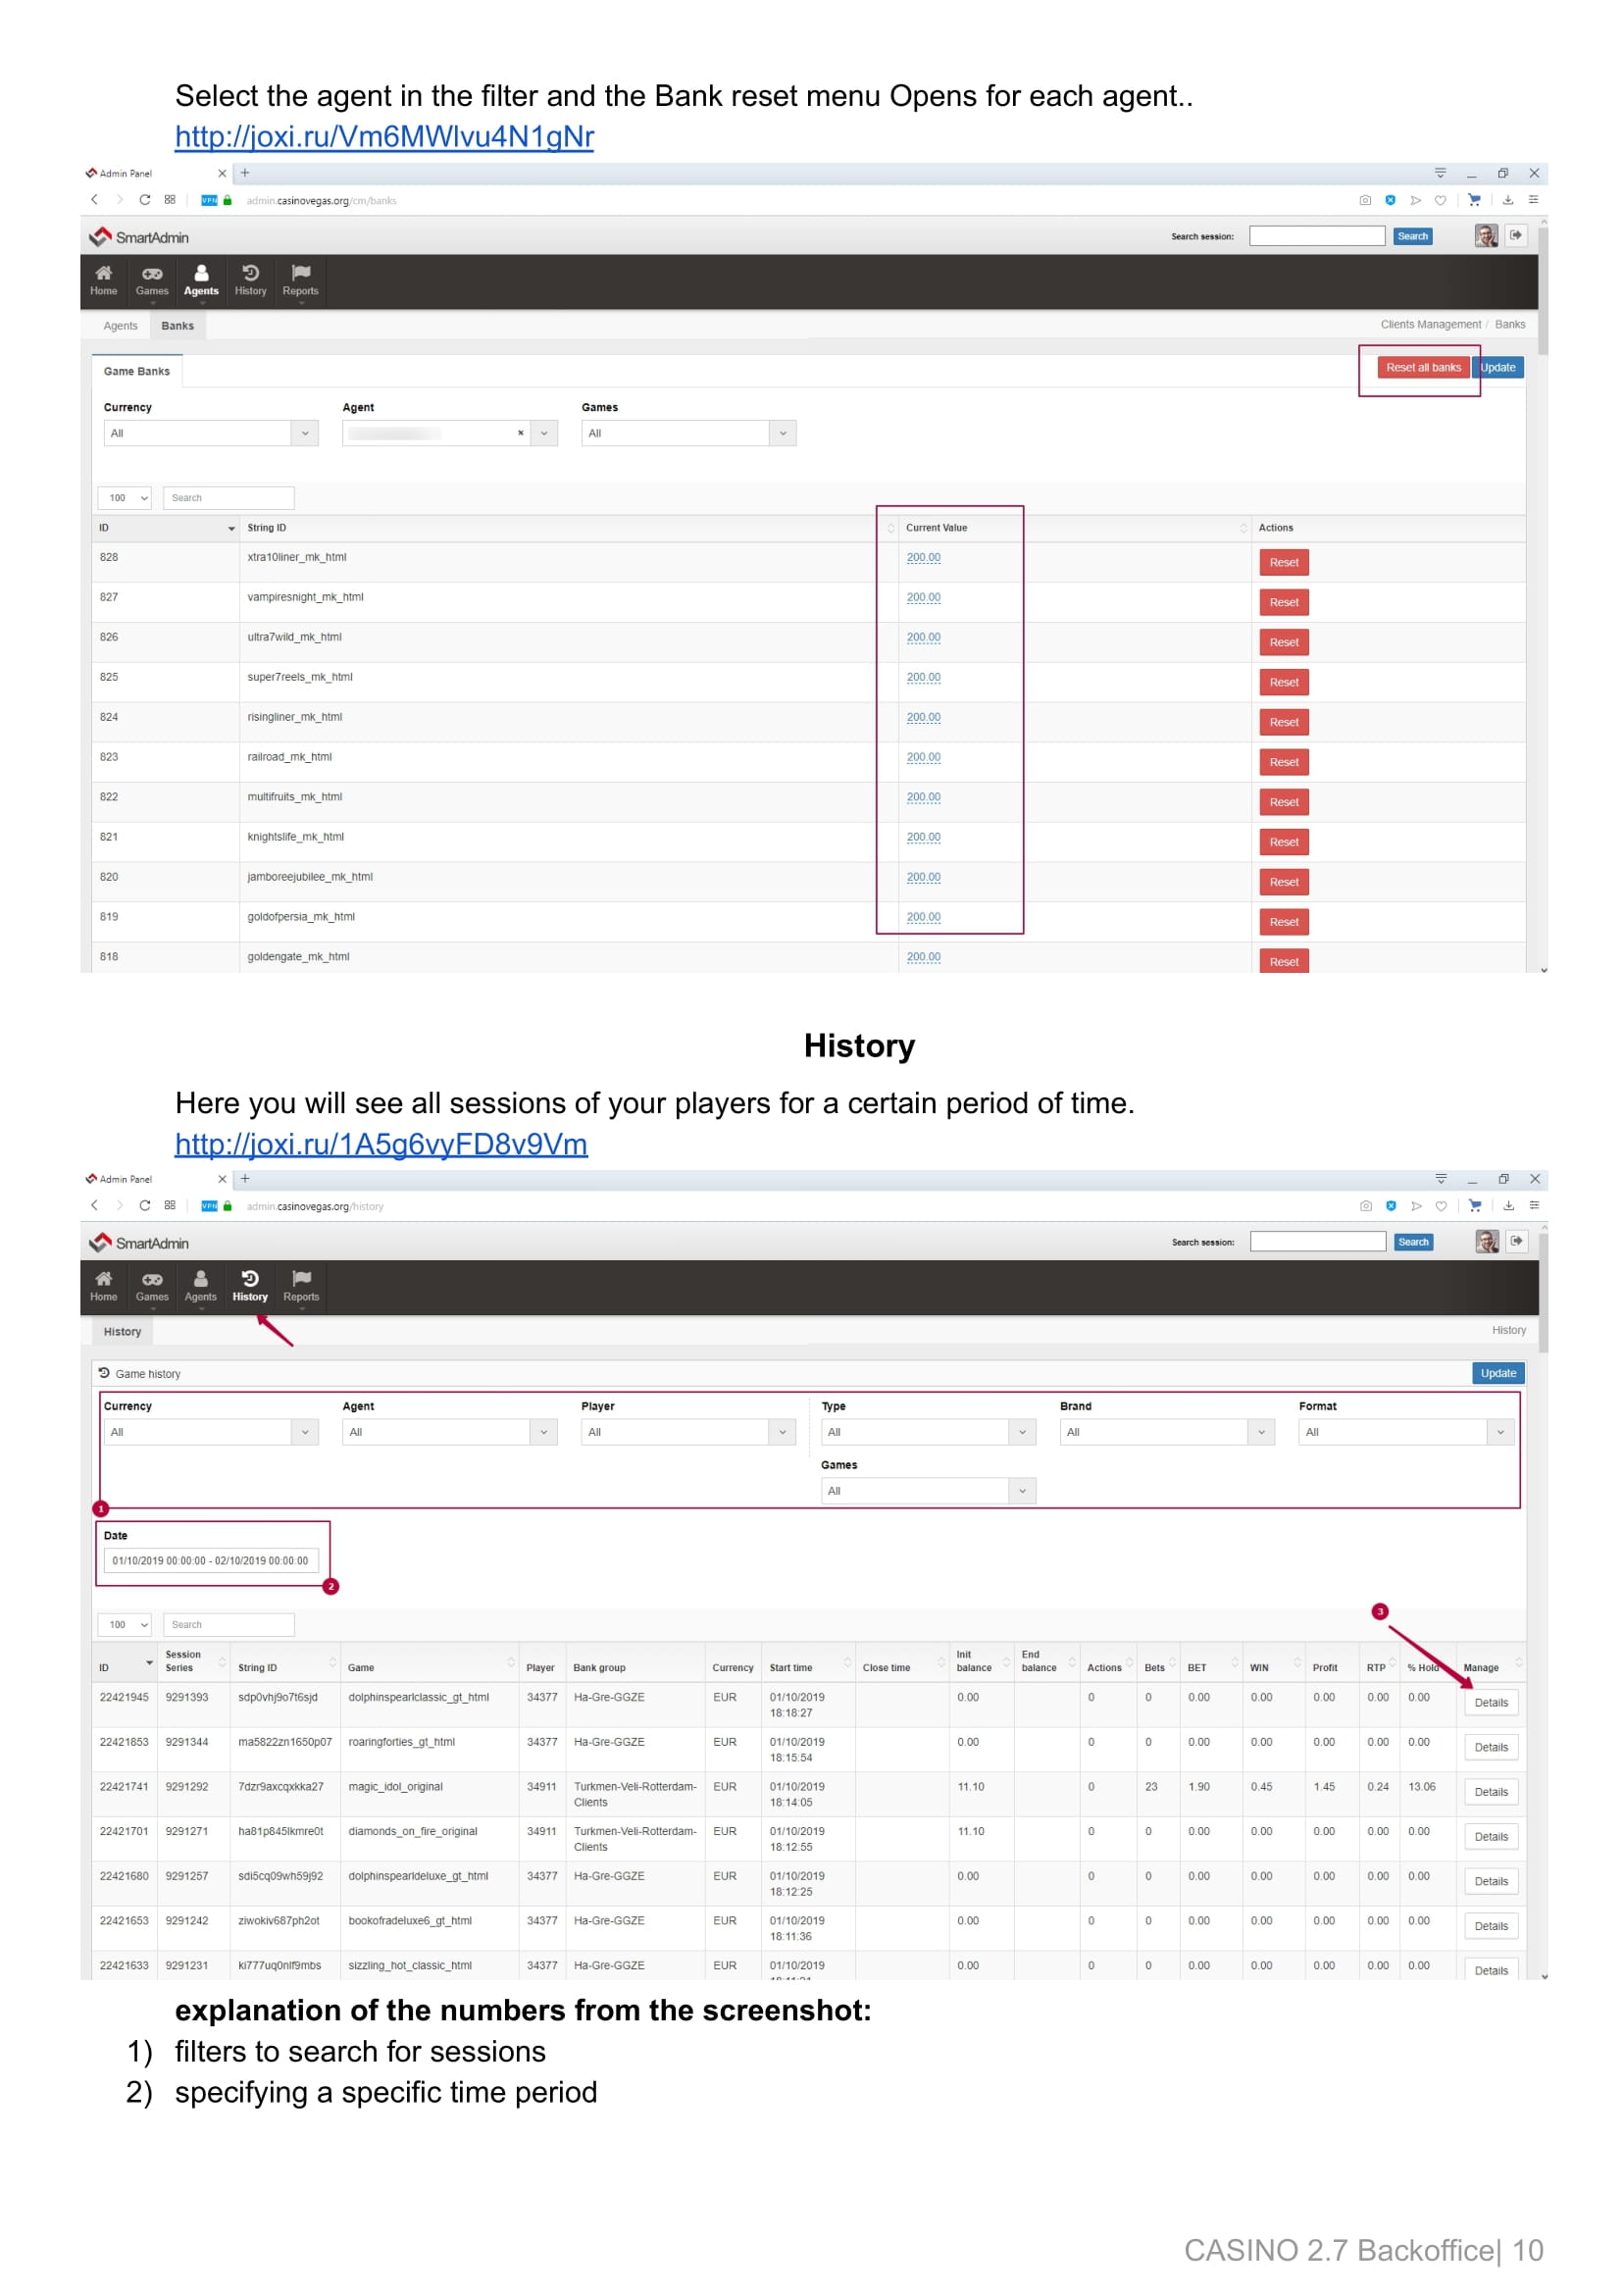 Select the agent in the filter and the Bank reset menu Opens for each agent..
http://joxi.ru/Vm6MWlvu4N1gNr
Admin Panel
admin.casinovegas.org/cm/banks
SmartAdmin
Search session: Search
Home Games Agents History Reports
Agents Banks Clients Management / Banks
Game Banks Reset all banks Update
Currency Agent Games
All All
100 Search
ID String ID Current Value Actions
828 xtra10liner_mk_html 200.00 Reset
827 vampiresnight_mk_html 200.00 Reset
826 ultra7wild_mk_html 200.00 Reset
825 super7reels_mk_html 200.00 Reset
824 risingliner_mk_html 200.00 Reset
823 railroad_mk_html 200.00 Reset
822 multifruits_mk_html 200.00 Reset
821 knightslife_mk_html 200.00 Reset
820 jamboreejubilee_mk_html 200.00 Reset
819 goldofpersia_mk_html 200.00 Reset
818 goldengate_mk_html 200.00 Reset
History
Here you will see all sessions of your players for a certain period of time.
http://joxi.ru/1A5g6vyFD8v9Vm
Admin Panel
VPN admin.casinovegas.org/history
SmartAdmin
Search session: Search
Home Games Agents History Reports
History History
Game history Update
Currency Agent Player Type Brand Format
All All All All All All
Games
All
1
Date
01/10/2019 00:00:00 - 02/10/2019 00:00:00
2
3
100 Search
ID Session Series String ID Game Player Bank group Currency Start time Close time Init balance End balance Actions Bets BET WIN Profit RTP % Hold Manage
22421945 9291393 sdp0vhj9o7t6sjd dolphinspearlclassic_gt_html 34377 Ha-Gre-GGZE EUR 01/10/2019 0.00 0 0 0.00 0.00 0.00 0.00 0.00 Details
18:18:27
22421853 9291344 ma5822zn1650p07 roaringforties_gt_html 34377 Ha-Gre-GGZE EUR 01/10/2019 0.00 0 0 0.00 0.00 0.00 0.00 0.00 Details
18:15:54
22421741 9291292 7dzr9axcqxkka27 magic_idol_original 34911 Turkmen-Veli-Rotterdam- EUR 01/10/2019 11.10 0 23 1.90 0.45 1.45 0.24 13.06 Details
Clients 18:14:05
22421701 9291271 ha81p845lkmre0t diamonds_on_fire_original 34911 Turkmen-Veli-Rotterdam- EUR 01/10/2019 11.10 0 0 0.00 0.00 0.00 0.00 0.00 Details
Clients 18:12:55
22421680 9291257 sdi5cq09wh59j92 dolphinspearldeluxe_gt_html 34377 Ha-Gre-GGZE EUR 01/10/2019 0.00 0 0 0.00 0.00 0.00 0.00 0.00 Details
18:12:25
22421653 9291242 ziwokiv687ph2ot bookofradeluxe6_gt_html 34377 Ha-Gre-GGZE EUR 01/10/2019 0.00 0 0 0.00 0.00 0.00 0.00 0.00 Details
18:11:36
22421633 9291231 ki777uq0nlf9mbs sizzling_hot_classic_html 34377 Ha-Gre-GGZE EUR 01/10/2019 0.00 0 0 0.00 0.00 0.00 0.00 0.00 Details
explanation of the numbers from the screenshot:
1) filters to search for sessions
2) specifying a specific time period
CASINO 2.7 Backoffice| 10